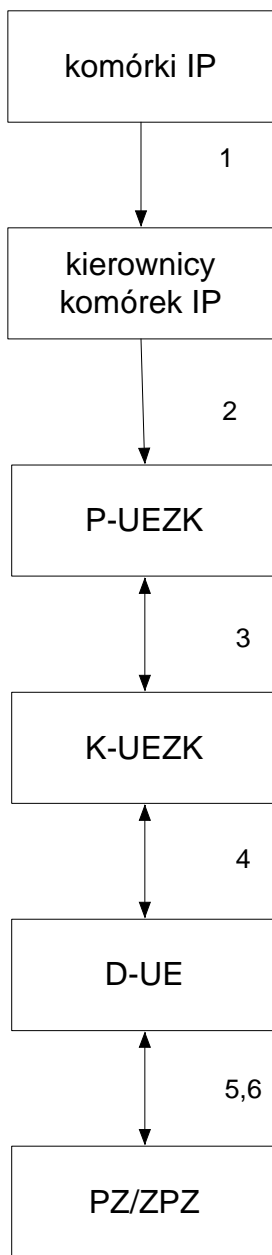 komórki IP
1
kierownicy
komórek IP
2
P-UEZK
3
K-UEZK
4
D-UE
5,6
PZ/ZPZ